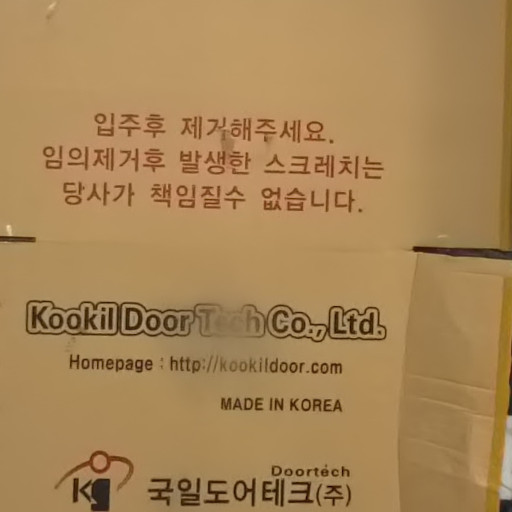 입주후 제거해주세요.
임의제거후 발생한 스크레치는
당사가 책임질수 없습니다.
Kookil Door Tech Co., Ltd.
Homepage : http://kookildoor.com
MADE IN KOREA
Doortech
국일도어테크(주)